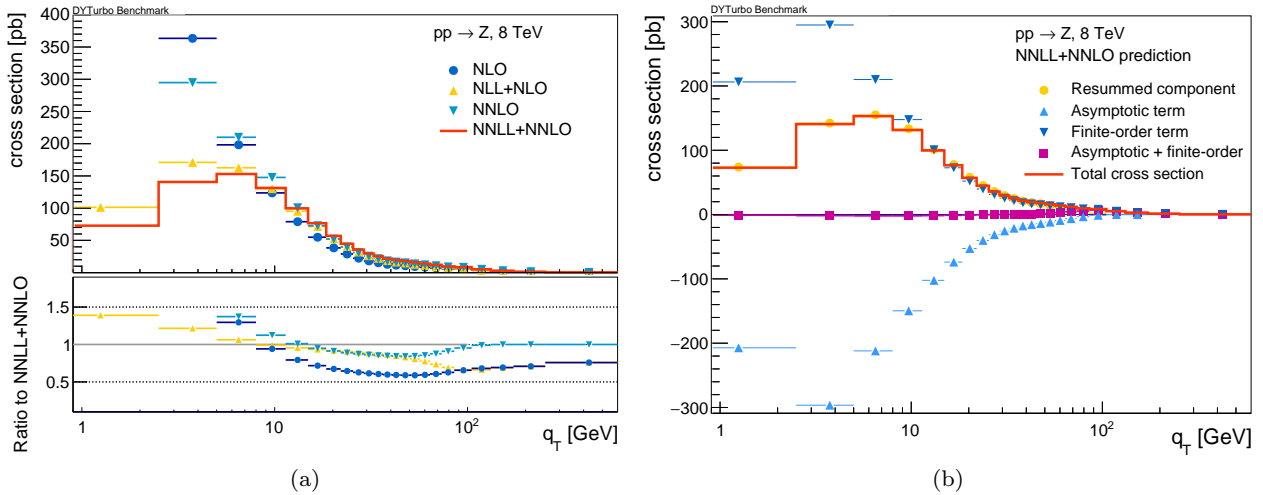 DYTurbo Benchmark
cross section [pb]
400
350
300
250
200
150
100
50
pp → Z, 8 TeV
NLO
NLL+NLO
NNLO
NNLL+NNLO
Ratio to NNLL+NNLO
1.5
1
0.5
1
10
10²
q_T [GeV]
(a)
DYTurbo Benchmark
cross section [pb]
300
200
100
0
−100
−200
−300
pp → Z, 8 TeV
NNLL+NNLO prediction
Resummed component
Asymptotic term
Finite-order term
Asymptotic + finite-order
Total cross section
1
10
10²
q_T [GeV]
(b)